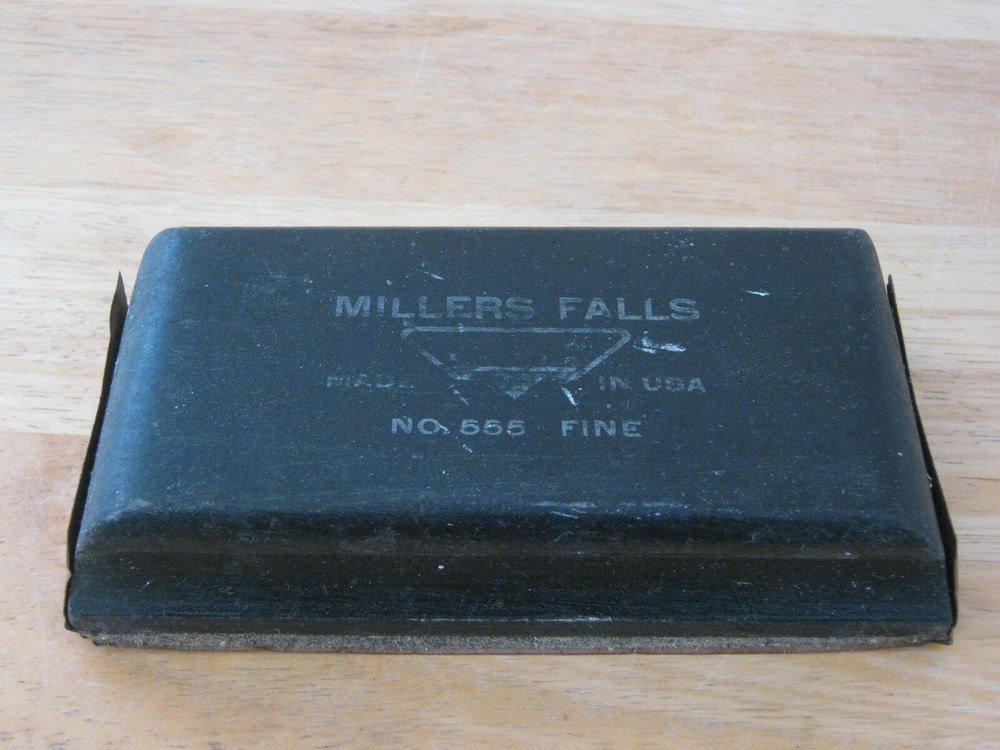 MILLERS FALLS
MADE IN USA
NO. 555 FINE